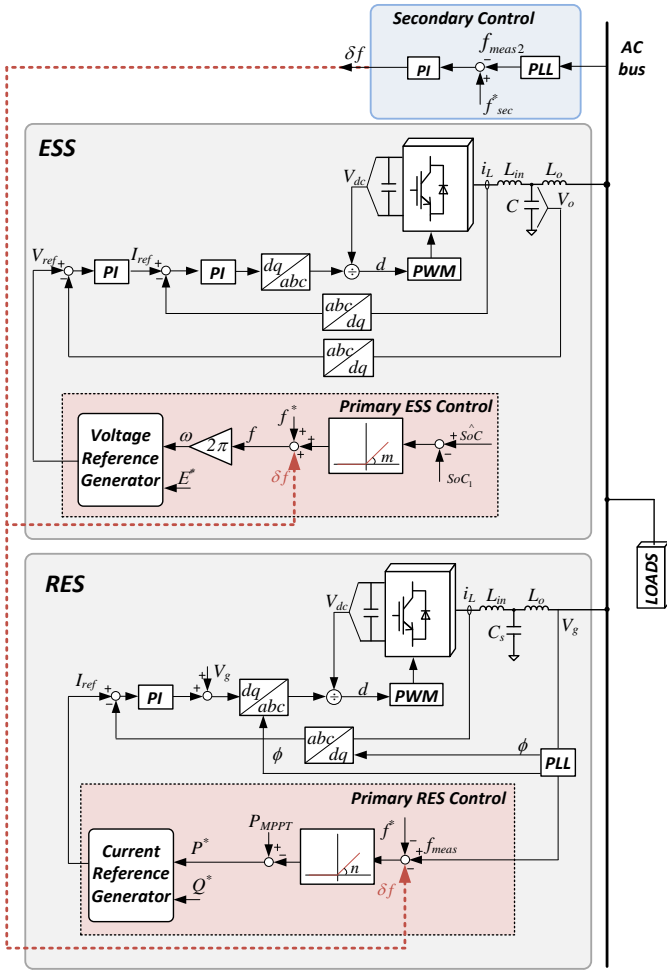 Secondary Control
δf
PI
f_meas2
PLL
AC bus
f*_sec
− +
ESS
V_dc
i_L
L_in
L_o
C
V_o
V_ref
+ −
PI
I_ref
+ −
PI
dq
abc
÷
d
PWM
abc
dq
abc
dq
Primary ESS Control
Voltage Reference Generator
ω
2π
f
f*
+ + +
m
+ −
SôC
SoC_1
E*
δf
LOADS
RES
V_dc
i_L
L_in
L_o
C_s
V_g
I_ref
+ −
PI
V_g
+ +
dq
abc
÷
d
PWM
abc
dq
ϕ
ϕ
PLL
Primary RES Control
Current Reference Generator
P*
P_MPPT
+ −
n
f*
− + −
f_meas
Q*
δf